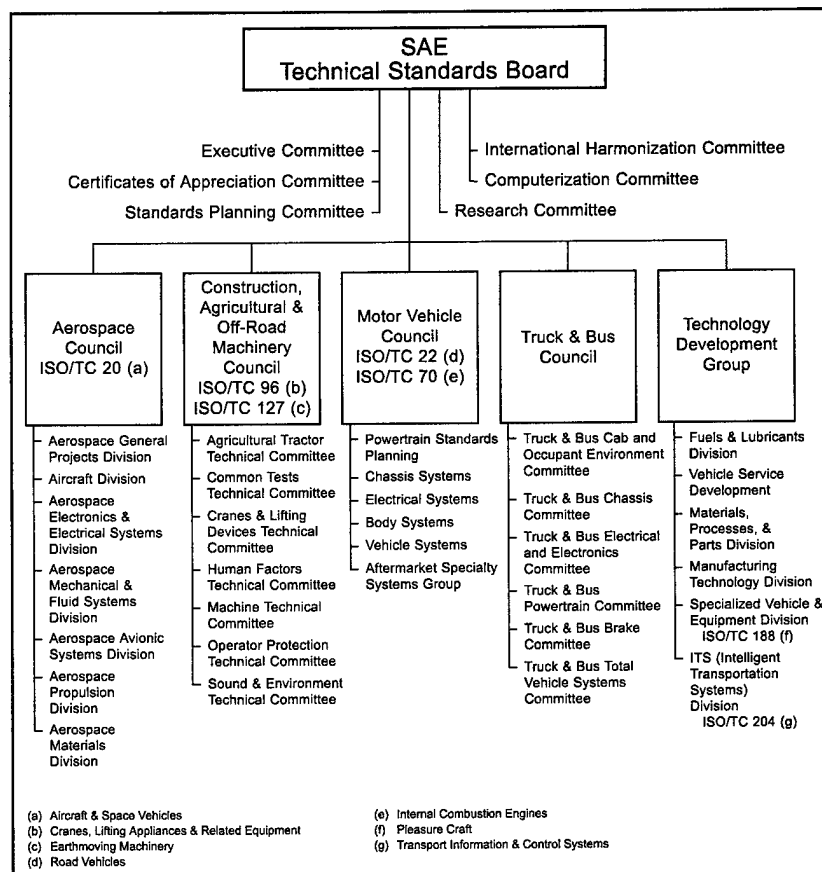 SAE
Technical Standards Board
Executive Committee
Certificates of Appreciation Committee
Standards Planning Committee
International Harmonization Committee
Computerization Committee
Research Committee
Aerospace
Council
ISO/TC 20 (a)
Aerospace General
Projects Division
Aircraft Division
Aerospace
Electronics &
Electrical Systems
Division
Aerospace
Mechanical &
Fluid Systems
Division
Aerospace Avionic
Systems Division
Aerospace
Propulsion
Division
Aerospace
Materials
Division
Construction,
Agricultural &
Off-Road
Machinery
Council
ISO/TC 96 (b)
ISO/TC 127 (c)
Agricultural Tractor
Technical Committee
Common Tests
Technical Committee
Cranes & Lifting
Devices Technical
Committee
Human Factors
Technical Committee
Machine Technical
Committee
Operator Protection
Technical Committee
Sound & Environment
Technical Committee
Motor Vehicle
Council
ISO/TC 22 (d)
ISO/TC 70 (e)
Powertrain Standards
Planning
Chassis Systems
Electrical Systems
Body Systems
Vehicle Systems
Aftermarket Specialty
Systems Group
Truck & Bus
Council
Truck & Bus Cab and
Occupant Environment
Committee
Truck & Bus Chassis
Committee
Truck & Bus Electrical
and Electronics
Committee
Truck & Bus
Powertrain Committee
Truck & Bus Brake
Committee
Truck & Bus Total
Vehicle Systems
Committee
Technology
Development
Group
Fuels & Lubricants
Division
Vehicle Service
Development
Materials,
Processes, &
Parts Division
Manufacturing
Technology Division
Specialized Vehicle &
Equipment Division
ISO/TC 188 (f)
ITS (Intelligent
Transportation
Systems)
Division
ISO/TC 204 (g)
(a) Aircraft & Space Vehicles
(b) Cranes, Lifting Appliances & Related Equipment
(c) Earthmoving Machinery
(d) Road Vehicles
(e) Internal Combustion Engines
(f) Pleasure Craft
(g) Transport Information & Control Systems